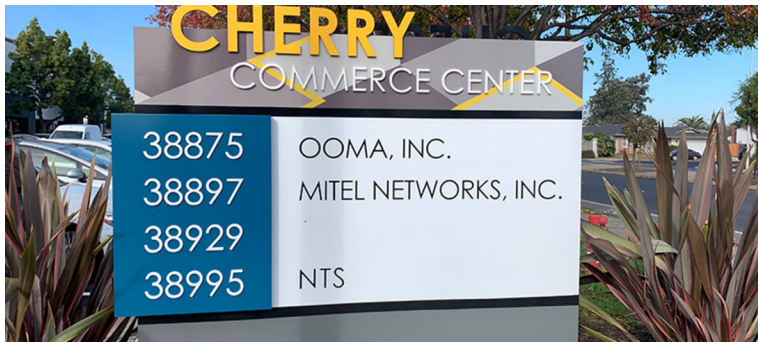 CHERRY
COMMERCE CENTER
38875 OOMA, INC.
38897 MITEL NETWORKS, INC.
38929
38995 NTS